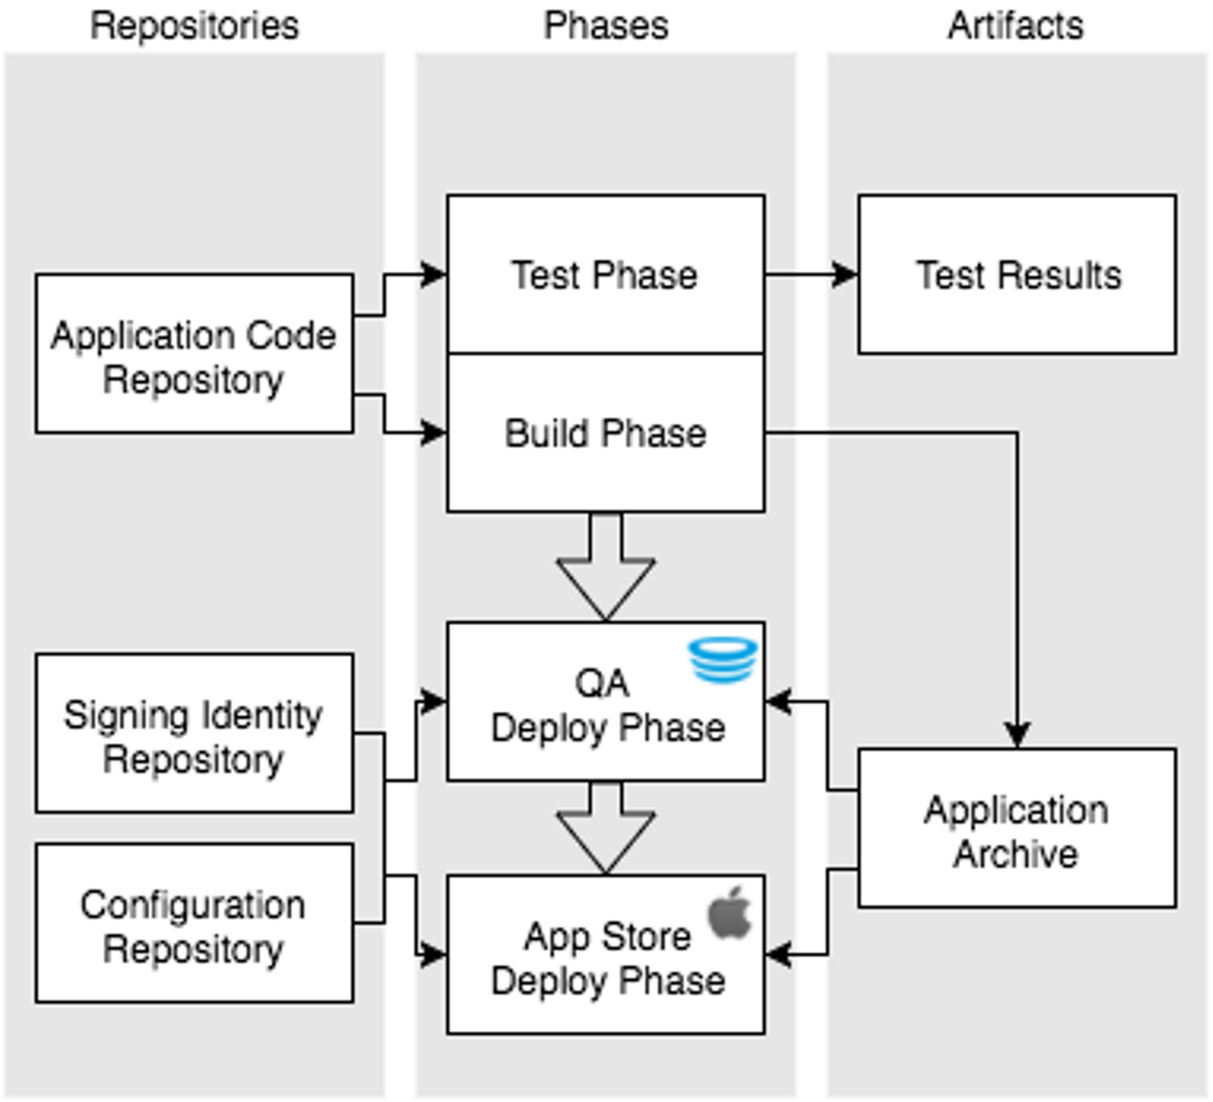 Repositories
Phases
Artifacts
Test Phase
Test Results
Application Code
Repository
Build Phase
Signing Identity
Repository
QA
Deploy Phase
Application
Archive
Configuration
Repository
App Store
Deploy Phase